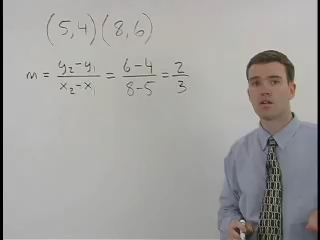 (5,4) (8,6)
m = y₂-y₁/x₂-x₁ = 6-4/8-5 = 2/3